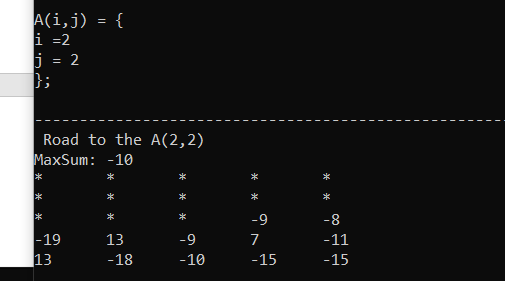 A(i,j) = {
i =2
j = 2
};
-----------------------------------------------------
 Road to the A(2,2)
MaxSum: -10
*	*	*	*	*
*	*	*	*	*
*	*	*	-9	-8
-19	13	-9	7	-11
13	-18	-10	-15	-15